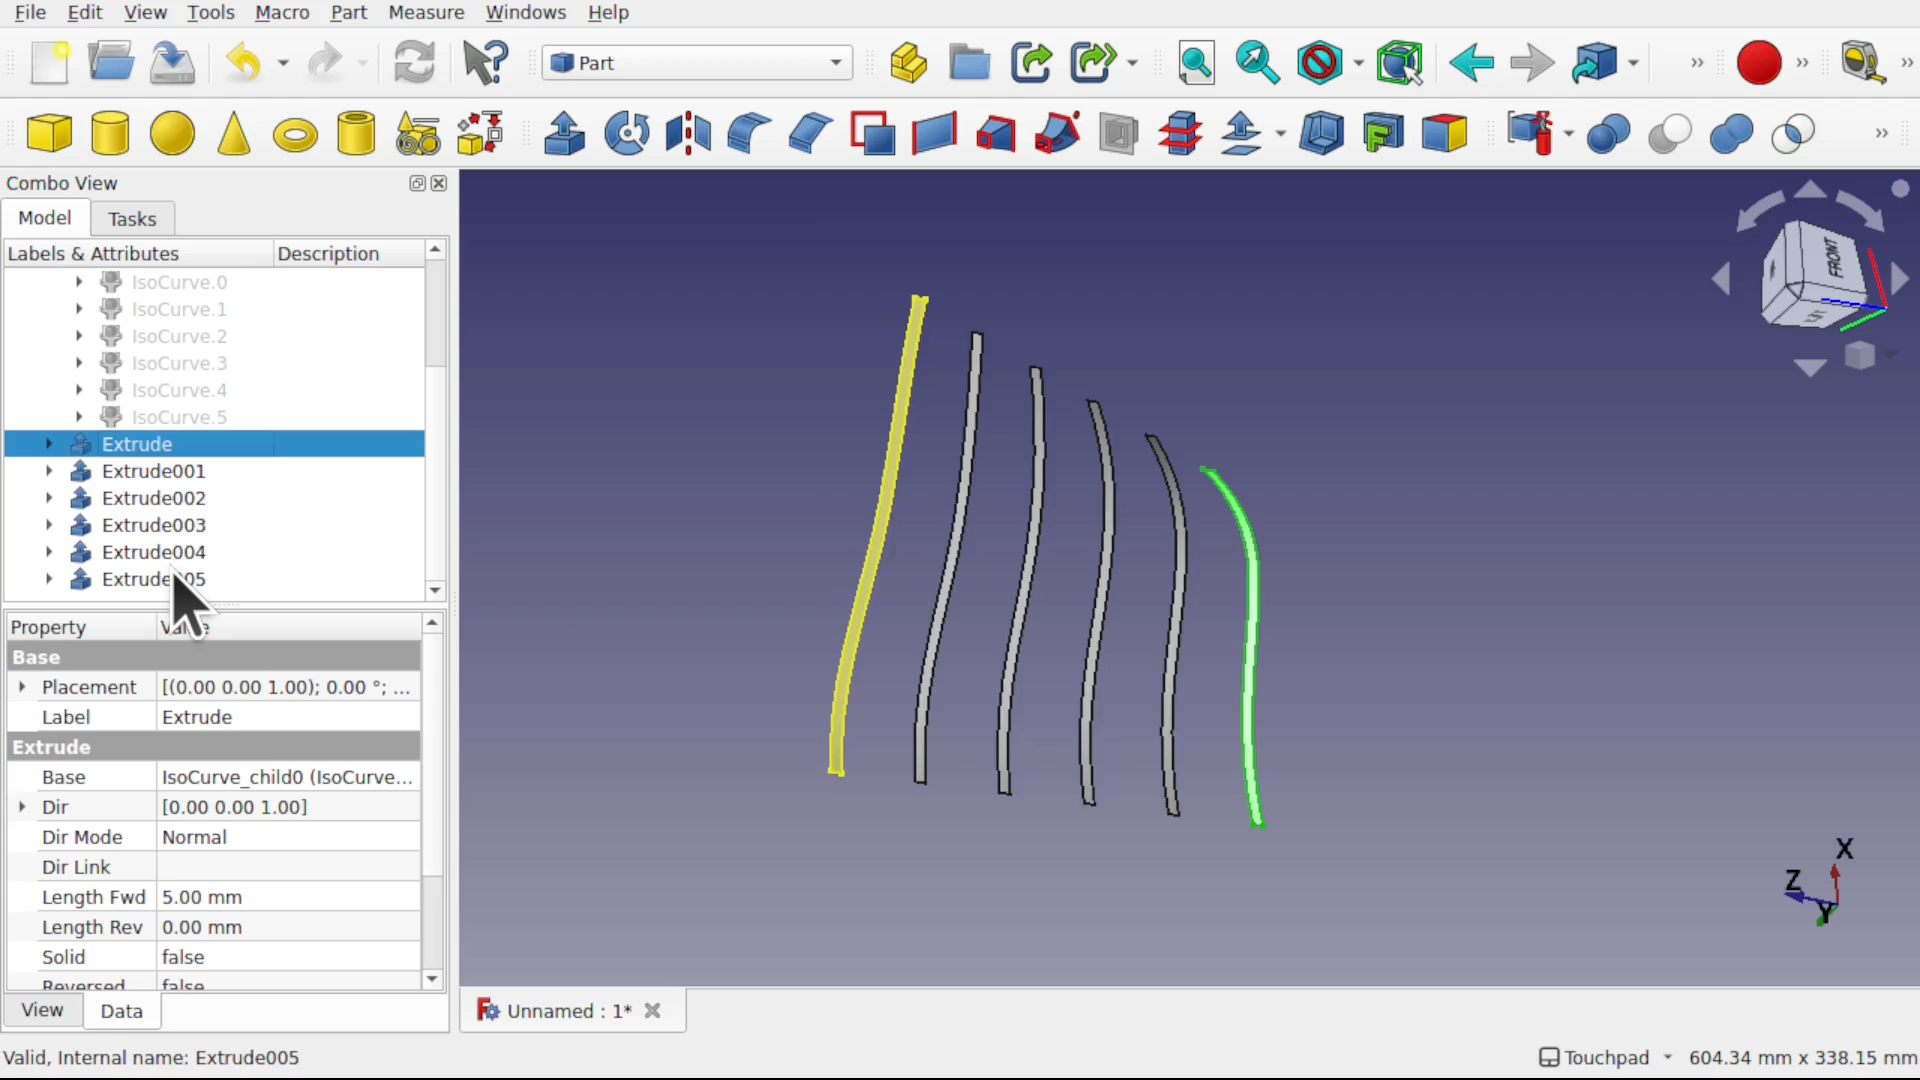 File Edit View Tools Macro Part Measure Windows Help
Part
Combo View
Model Tasks
Labels & Attributes Description
IsoCurve.0
IsoCurve.1
IsoCurve.2
IsoCurve.3
IsoCurve.4
IsoCurve.5
Extrude
Extrude001
Extrude002
Extrude003
Extrude004
Extrude005
Property Value
Base
Placement [(0.00 0.00 1.00); 0.00 °; ...
Label Extrude
Extrude
Base IsoCurve_child0 (IsoCurve...
Dir [0.00 0.00 1.00]
Dir Mode Normal
Dir Link
Length Fwd 5.00 mm
Length Rev 0.00 mm
Solid false
Reversed false
View Data
FRONT
X
Z
Y
Unnamed : 1*
Valid, Internal name: Extrude005
Touchpad 604.34 mm x 338.15 mm